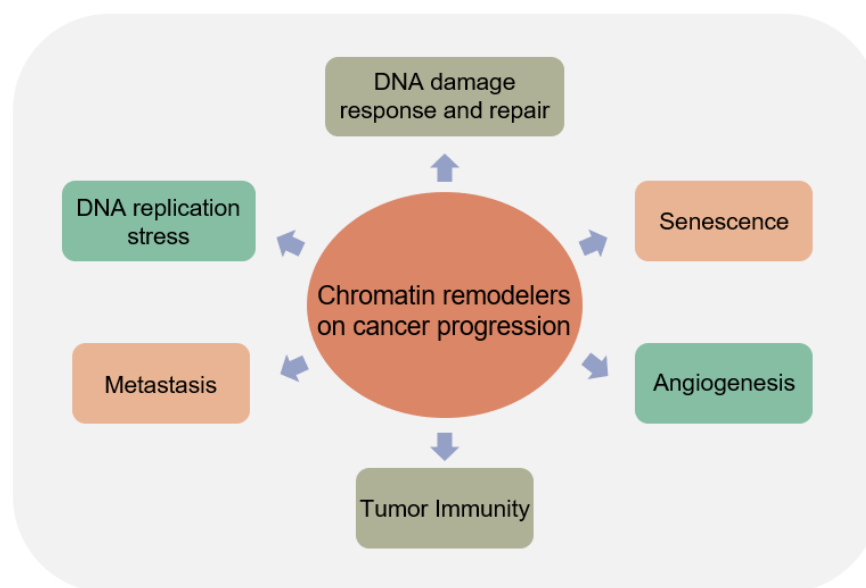 DNA damage
response and repair
DNA replication
stress
Senescence
Chromatin remodelers
on cancer progression
Metastasis
Angiogenesis
Tumor Immunity